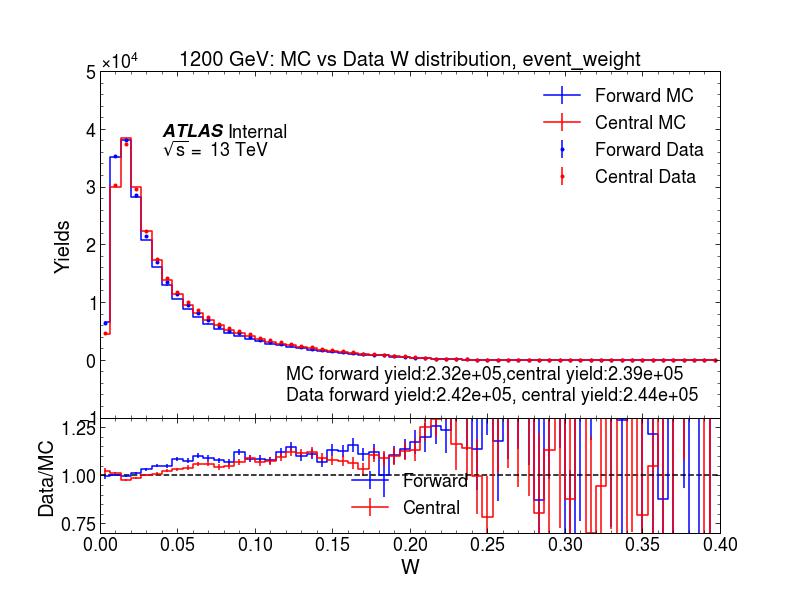 ×10⁴
1200 GeV: MC vs Data W distribution, event_weight
5
4
3
2
1
0
1
Yields
ATLAS Internal
√s = 13 TeV
Forward MC
Central MC
Forward Data
Central Data
MC forward yield:2.32e+05,central yield:2.39e+05
Data forward yield:2.42e+05, central yield:2.44e+05
1.25
1.00
0.75
Data/MC
Forward
Central
0.00 0.05 0.10 0.15 0.20 0.25 0.30 0.35 0.40
W